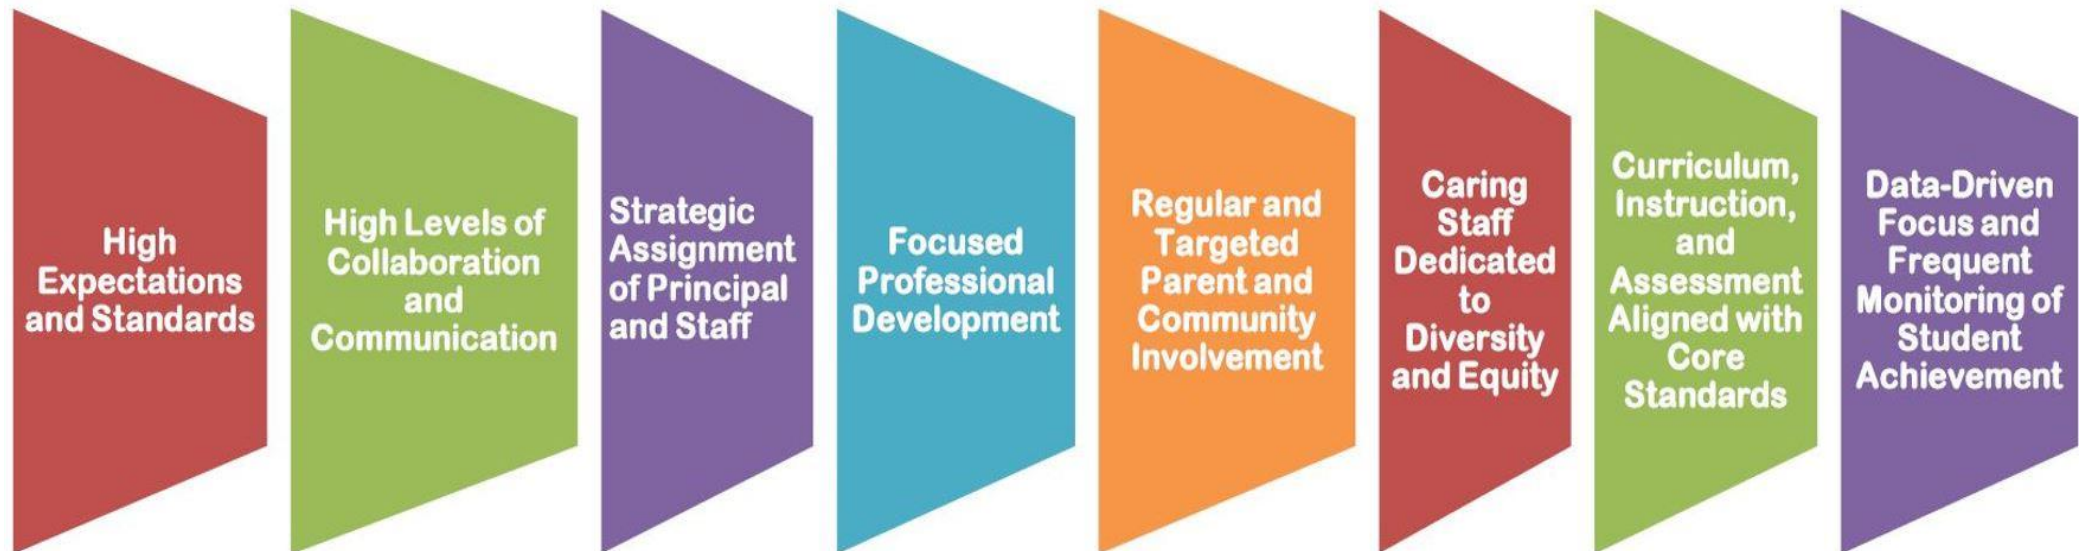 High
Expectations
and Standards
High Levels of
Collaboration
and
Communication
Strategic
Assignment
of Principal
and Staff
Focused
Professional
Development
Regular and
Targeted
Parent and
Community
Involvement
Caring
Staff
Dedicated
to
Diversity
and Equity
Curriculum,
Instruction,
and
Assessment
Aligned with
Core
Standards
Data-Driven
Focus and
Frequent
Monitoring of
Student
Achievement